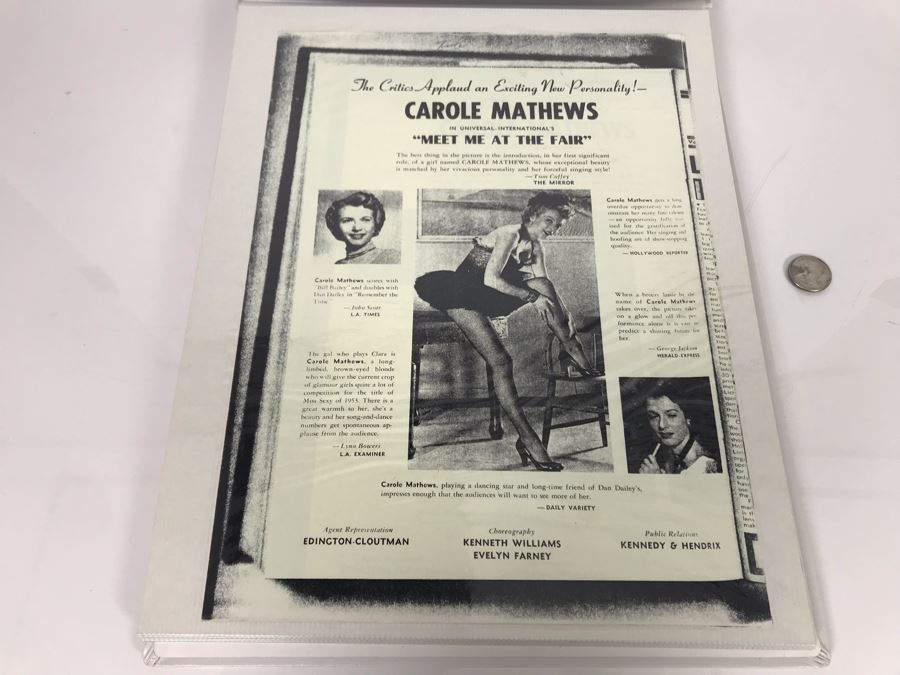 The Critics Applaud an Exciting New Personality!—
CAROLE MATHEWS
IN UNIVERSAL-INTERNATIONAL'S
"MEET ME AT THE FAIR"
The best thing in the picture is the introduction, in her first significant
role, of a girl named CAROLE MATHEWS, whose exceptional beauty
is matched by her vivacious personality and her forceful singing style!
—Tom Coffey
THE MIRROR
Carole Mathews scores with
"Bill Bailey" and doubles with
Dan Dailey in "Remember the
Time."
—John Scott
L.A. TIMES
The gal who plays Clara is
Carole Mathews, a long-
limbed, brown-eyed blonde
who will give the current crop
of glamour girls quite a lot of
competition for the title of
Miss Sexy of 1953. There is a
great warmth to her, she's a
beauty and her song-and-dance
numbers get spontaneous ap-
plause from the audience.
—Lynn Bowers
L.A. EXAMINER
Carole Mathews gets a long
overdue opportunity to dem-
onstrate her many fine talents
—an opportunity fully real-
ized for the gratification of
the audience. Her singing and
hoofing are of show-stopping
quality.
—HOLLYWOOD REPORTER
When a breezy lassie by the
name of Carole Mathews
takes over, the picture takes
on a glow and off this per-
formance alone it is easy to
predict a shining future for
her.
—George Jackson
HERALD-EXPRESS
Carole Mathews, playing a dancing star and long-time friend of Dan Dailey's,
impresses enough that the audiences will want to see more of her.
—DAILY VARIETY
Agent Representation
EDINGTON-CLOUTMAN
Choreography
KENNETH WILLIAMS
EVELYN FARNEY
Public Relations
KENNEDY & HENDRIX